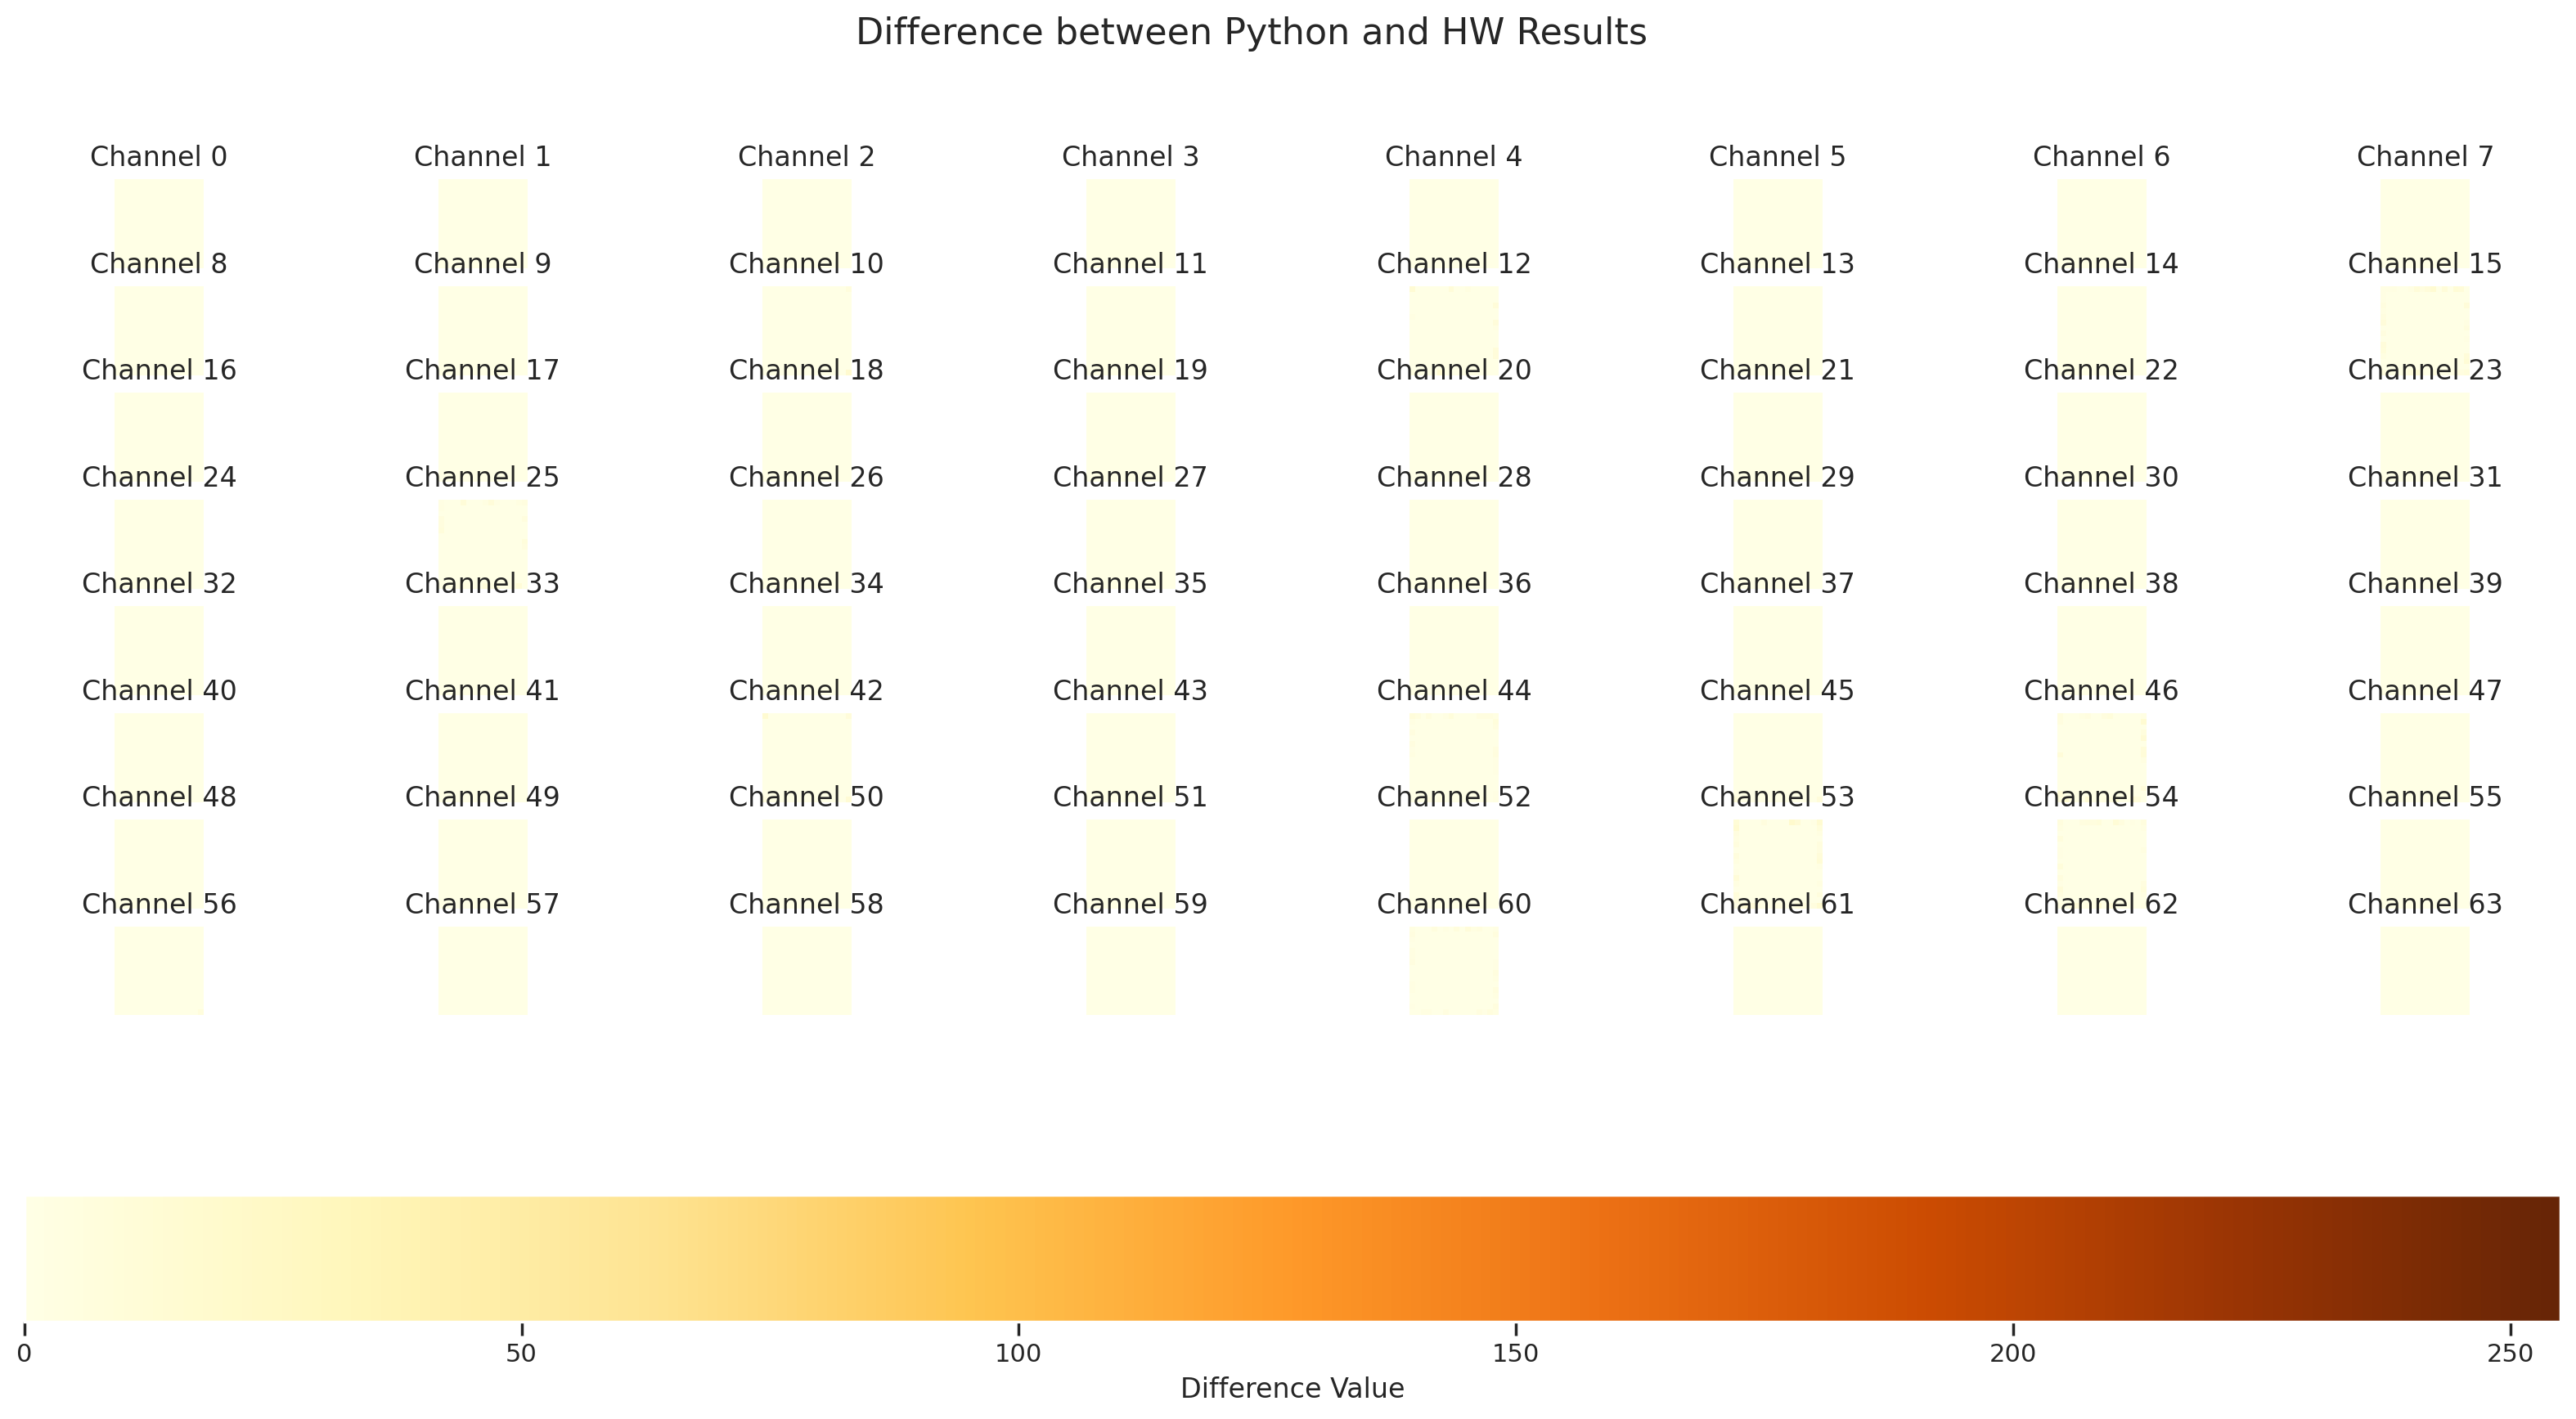 Difference between Python and HW Results
Channel 0 Channel 1 Channel 2 Channel 3 Channel 4 Channel 5 Channel 6 Channel 7
Channel 8 Channel 9 Channel 10 Channel 11 Channel 12 Channel 13 Channel 14 Channel 15
Channel 16 Channel 17 Channel 18 Channel 19 Channel 20 Channel 21 Channel 22 Channel 23
Channel 24 Channel 25 Channel 26 Channel 27 Channel 28 Channel 29 Channel 30 Channel 31
Channel 32 Channel 33 Channel 34 Channel 35 Channel 36 Channel 37 Channel 38 Channel 39
Channel 40 Channel 41 Channel 42 Channel 43 Channel 44 Channel 45 Channel 46 Channel 47
Channel 48 Channel 49 Channel 50 Channel 51 Channel 52 Channel 53 Channel 54 Channel 55
Channel 56 Channel 57 Channel 58 Channel 59 Channel 60 Channel 61 Channel 62 Channel 63
0 50 100 150 200 250
Difference Value